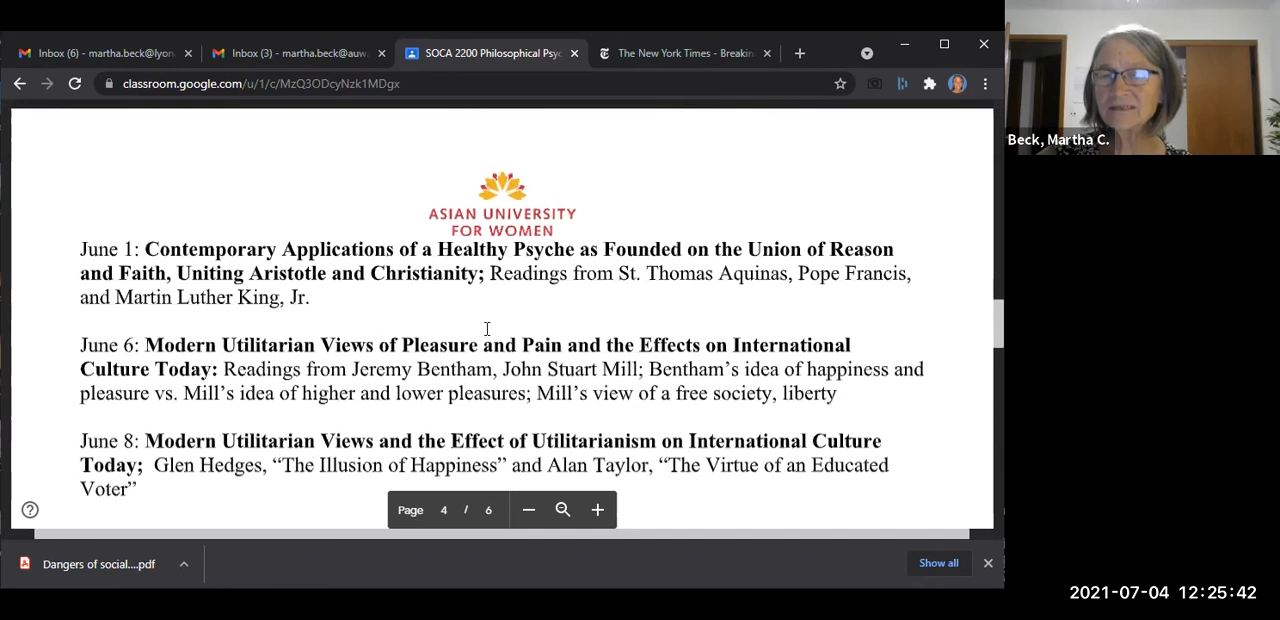 Inbox (6) - martha.beck@lyon.
Inbox (3) - martha.beck@auw.
SOCA 2200 Philosophical Psyc
The New York Times - Breakin
classroom.google.com/u/1/c/MzQ3ODcyNzk1MDgx
Beck, Martha C.
ASIAN UNIVERSITY
FOR WOMEN
June 1: Contemporary Applications of a Healthy Psyche as Founded on the Union of Reason
and Faith, Uniting Aristotle and Christianity; Readings from St. Thomas Aquinas, Pope Francis,
and Martin Luther King, Jr.
June 6: Modern Utilitarian Views of Pleasure and Pain and the Effects on International
Culture Today: Readings from Jeremy Bentham, John Stuart Mill; Bentham’s idea of happiness and
pleasure vs. Mill’s idea of higher and lower pleasures; Mill’s view of a free society, liberty
June 8: Modern Utilitarian Views and the Effect of Utilitarianism on International Culture
Today; Glen Hedges, “The Illusion of Happiness” and Alan Taylor, “The Virtue of an Educated
Voter”
Page 4 / 6
Dangers of social....pdf
Show all
2021-07-04 12:25:42